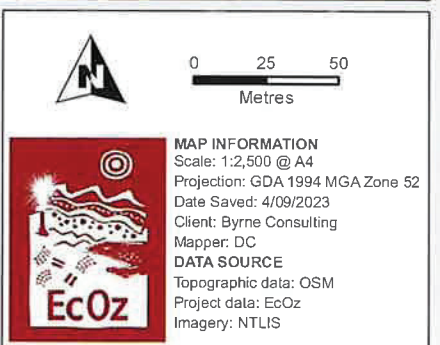 N
0 25 50
Metres
MAP INFORMATION
Scale: 1:2,500 @ A4
Projection: GDA 1994 MGA Zone 52
Date Saved: 4/09/2023
Client: Byrne Consulting
Mapper: DC
DATA SOURCE
Topographic data: OSM
Project data: EcOz
Imagery: NTLIS
EcOz